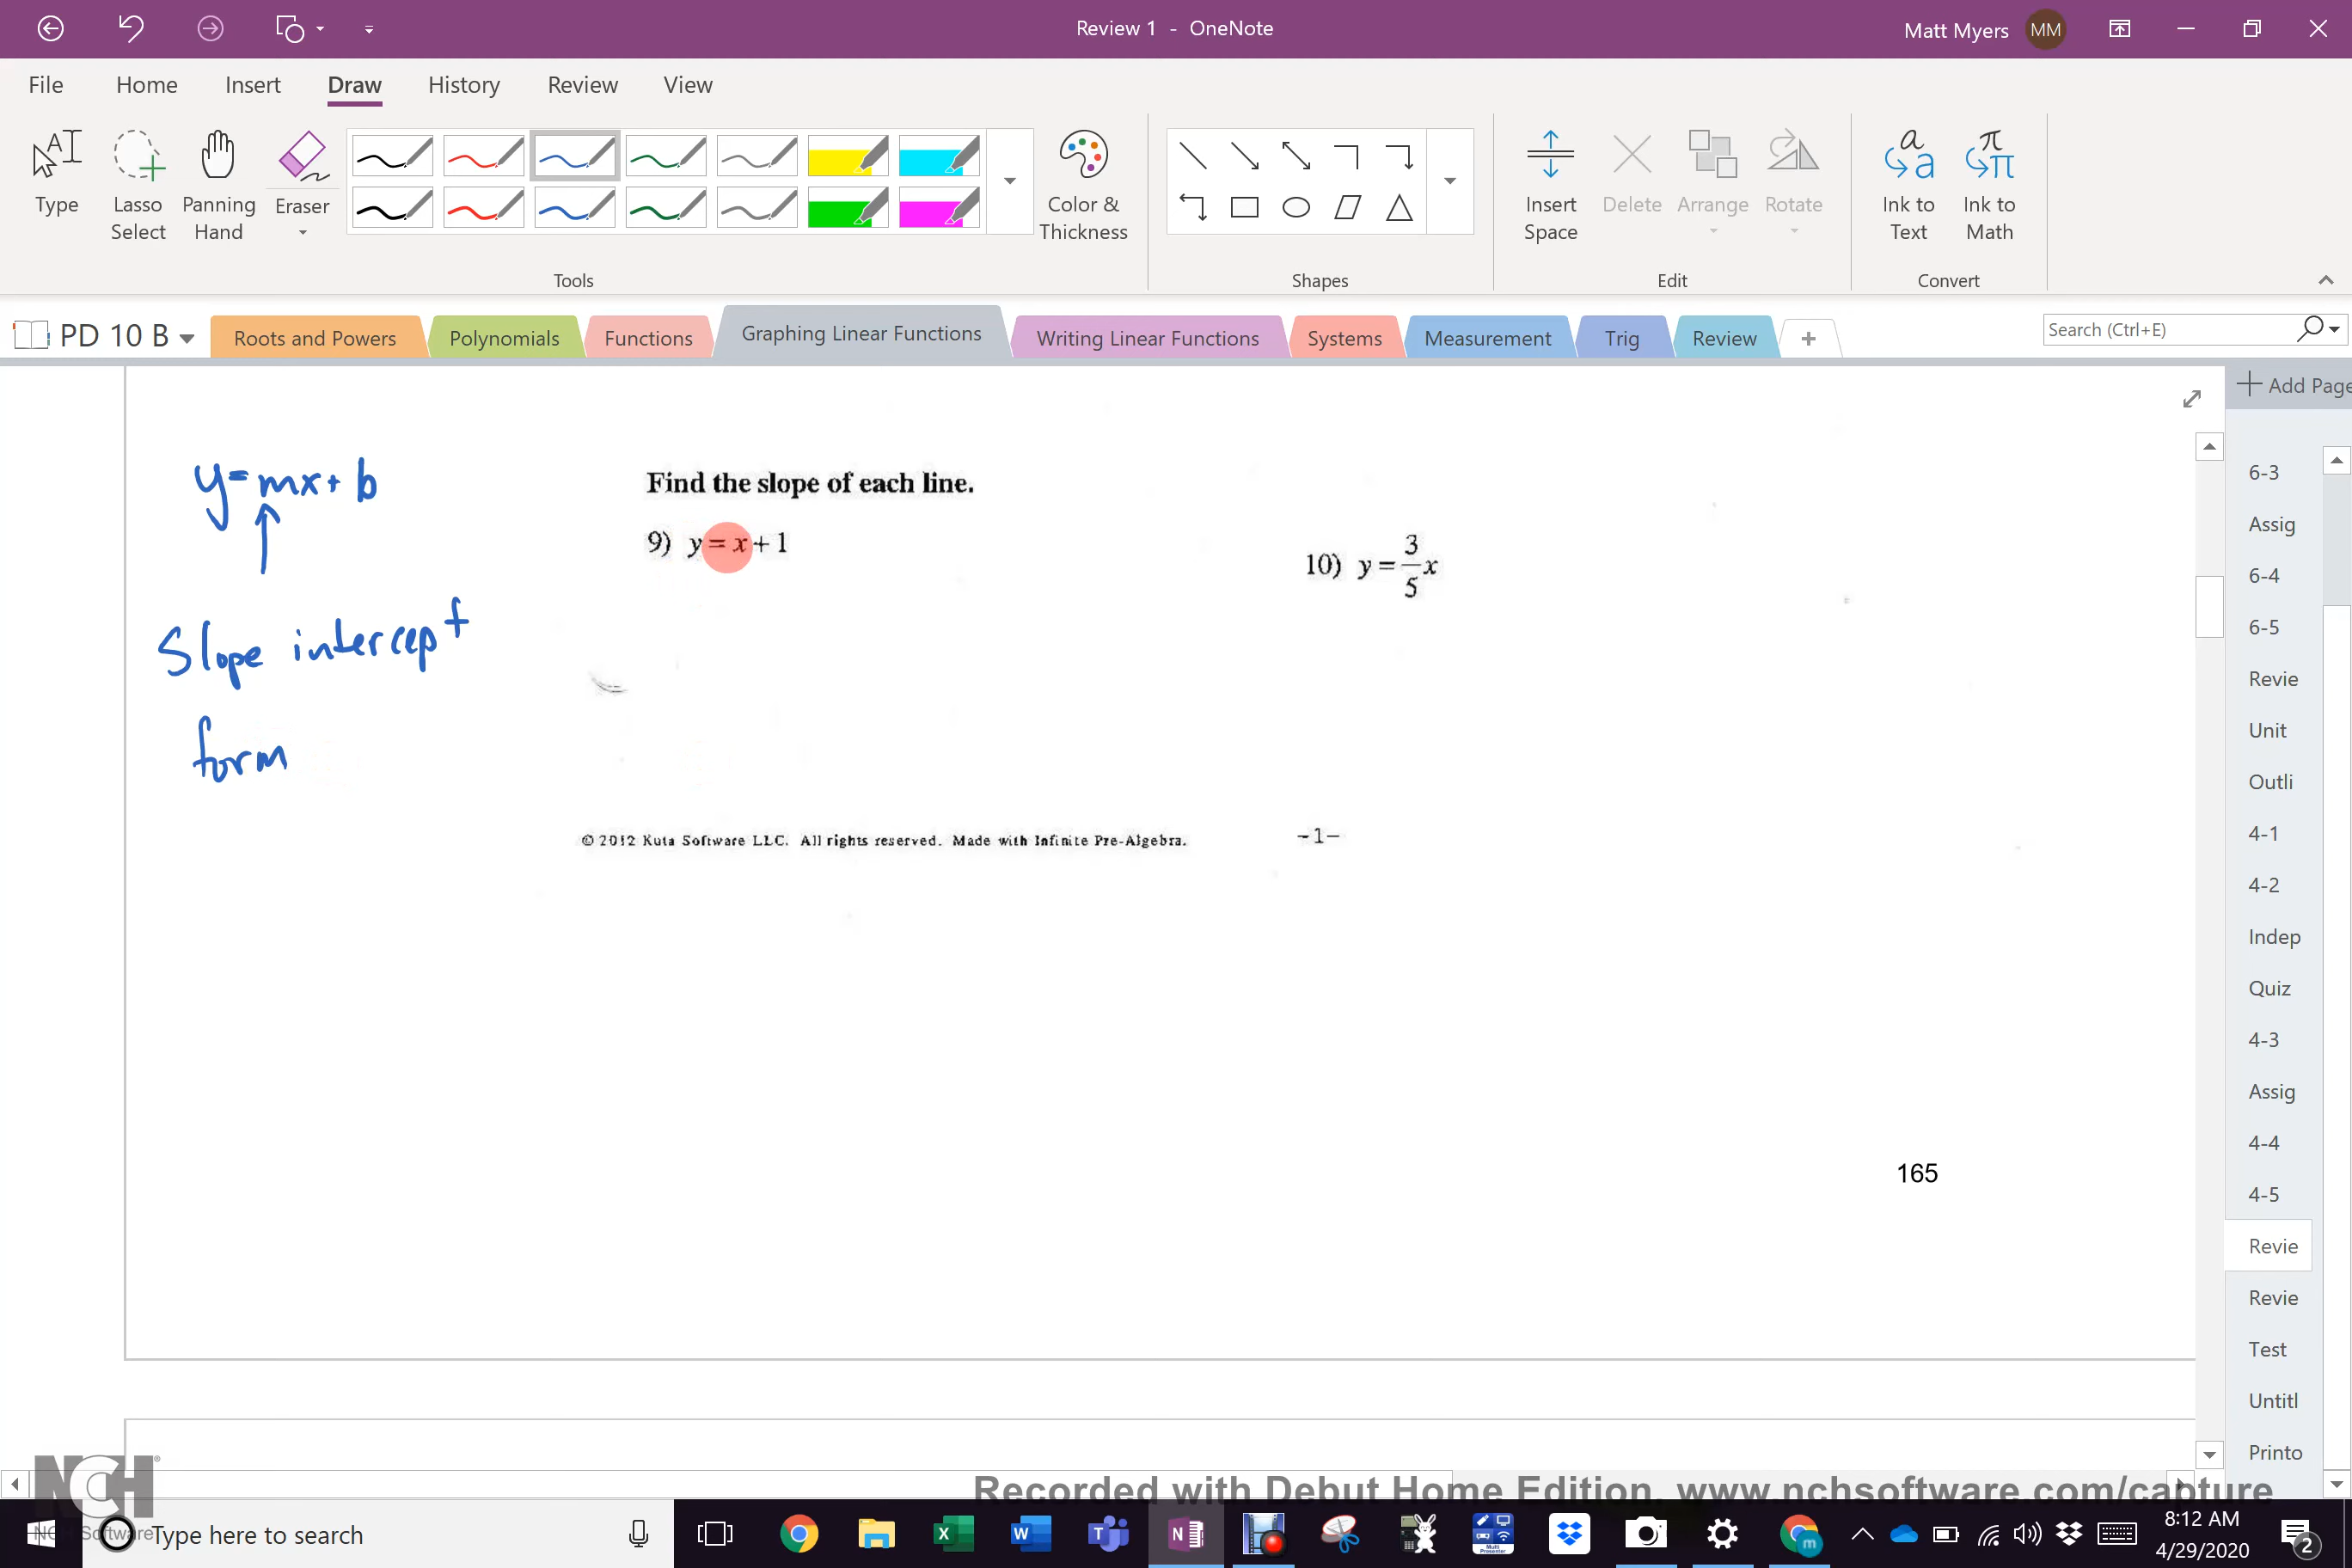 Review 1 - OneNote
Matt Myers MM
File Home Insert Draw History Review View
Type
Lasso Select
Panning Hand
Eraser
Color & Thickness
Insert Space
Delete
Arrange
Rotate
Ink to Text
Ink to Math
Tools Shapes Edit Convert
PD 10 B Roots and Powers Polynomials Functions Graphing Linear Functions Writing Linear Functions Systems Measurement Trig Review + Search (Ctrl+E)
Add Page
y = mx + b
Slope intercept
form
Find the slope of each line.
9) y = x + 1
10) y = 3/5 x
© 2012 Kuta Software LLC. All rights reserved. Made with Infinite Pre-Algebra.
-1-
165
6-3
Assig
6-4
6-5
Revie
Unit
Outli
4-1
4-2
Indep
Quiz
4-3
Assig
4-4
4-5
Revie
Revie
Test
Untitl
Printo
NCH®
NCH Software
Recorded with Debut Home Edition. www.nchsoftware.com/capture
Type here to search
8:12 AM
4/29/2020
2